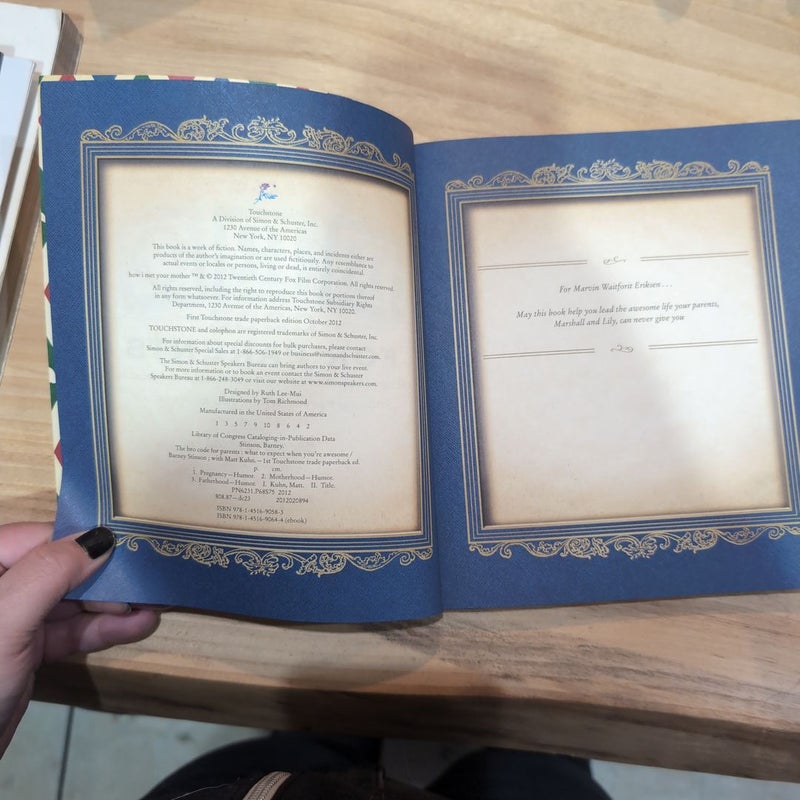 Touchstone
A Division of Simon & Schuster, Inc.
1230 Avenue of the Americas
New York, NY 10020
This book is a work of fiction. Names, characters, places, and incidents either are
products of the author's imagination or are used fictitiously. Any resemblance to
actual events or locales or persons, living or dead, is entirely coincidental.
how i met your mother ™ & © 2012 Twentieth Century Fox Film Corporation. All rights reserved.
All rights reserved, including the right to reproduce this book or portions thereof
in any form whatsoever. For information address Touchstone Subsidiary Rights
Department, 1230 Avenue of the Americas, New York, NY 10020.
First Touchstone trade paperback edition October 2012
TOUCHSTONE and colophon are registered trademarks of Simon & Schuster, Inc.
For information about special discounts for bulk purchases, please contact
Simon & Schuster Special Sales at 1-866-506-1949 or business@simonandschuster.com.
The Simon & Schuster Speakers Bureau can bring authors to your live event.
For more information or to book an event contact the Simon & Schuster
Speakers Bureau at 1-866-248-3049 or visit our website at www.simonspeakers.com.
Designed by Ruth Lee-Mui
Illustrations by Tom Richmond
Manufactured in the United States of America
1 3 5 7 9 10 8 6 4 2
Library of Congress Cataloging-in-Publication Data
Stinson, Barney.
The bro code for parents : what to expect when you're awesome /
Barney Stinson ; with Matt Kuhn.—1st Touchstone trade paperback ed.
p. cm.
1. Pregnancy—Humor. 2. Motherhood—Humor.
3. Fatherhood—Humor. I. Kuhn, Matt. II. Title.
PN6231.P68S75 2012
808.87—dc23 2012020894
ISBN 978-1-4516-9058-3
ISBN 978-1-4516-9064-4 (ebook)
For Marvin Waitforit Eriksen . . .
May this book help you lead the awesome life your parents,
Marshall and Lily, can never give you